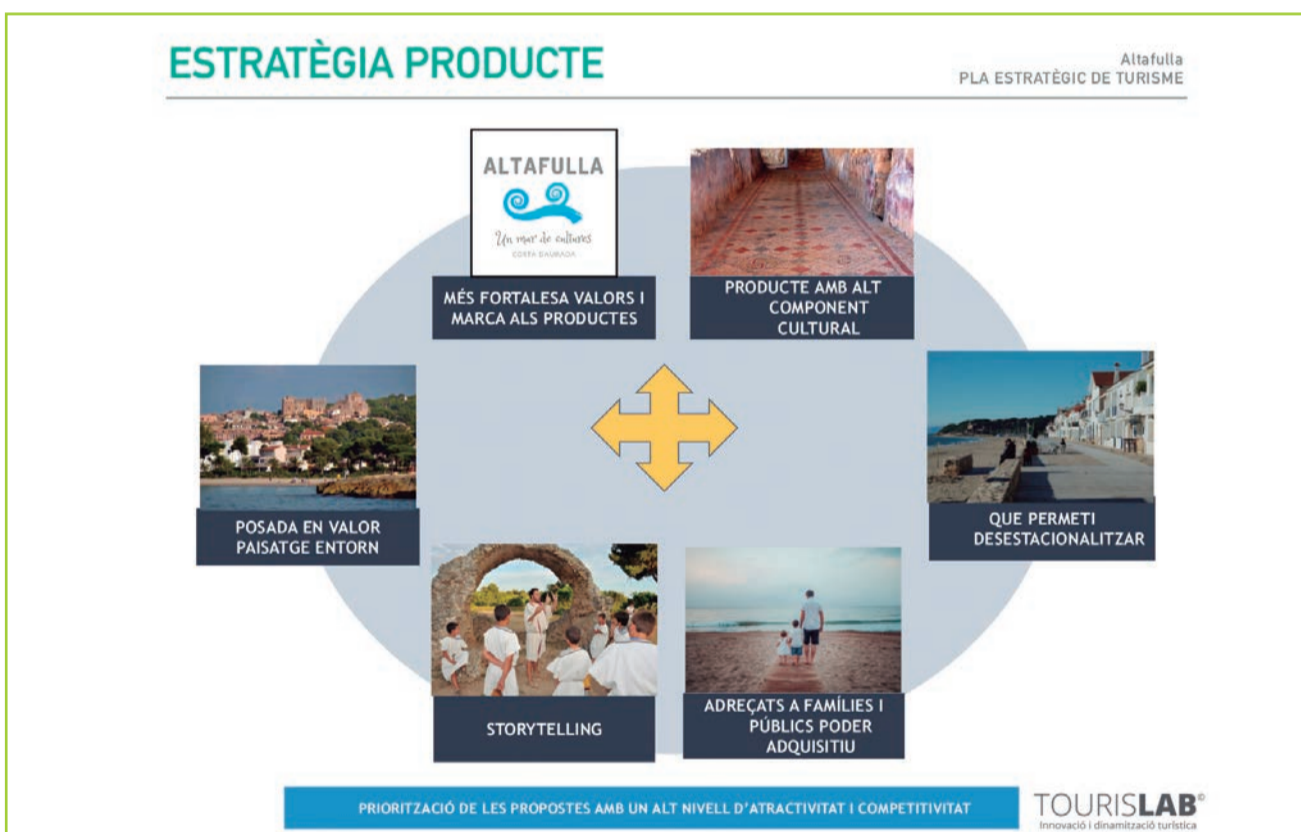 ESTRATÈGIA PRODUCTE
Altafulla
PLA ESTRATÈGIC DE TURISME
ALTAFULLA
Un mar de cultures
COSTA DAURADA
MÉS FORTALESA VALORS I
MARCA ALS PRODUCTES
PRODUCTE AMB ALT
COMPONENT
CULTURAL
POSADA EN VALOR
PAISATGE ENTORN
QUE PERMETI
DESESTACIONALITZAR
STORYTELLING
ADREÇATS A FAMÍLIES I
PÚBLICS PODER
ADQUISITIU
PRIORITZACIÓ DE LES PROPOSTES AMB UN ALT NIVELL D'ATRACTIVITAT I COMPETITIVITAT
TOURISLAB©
Innovació i dinamització turística